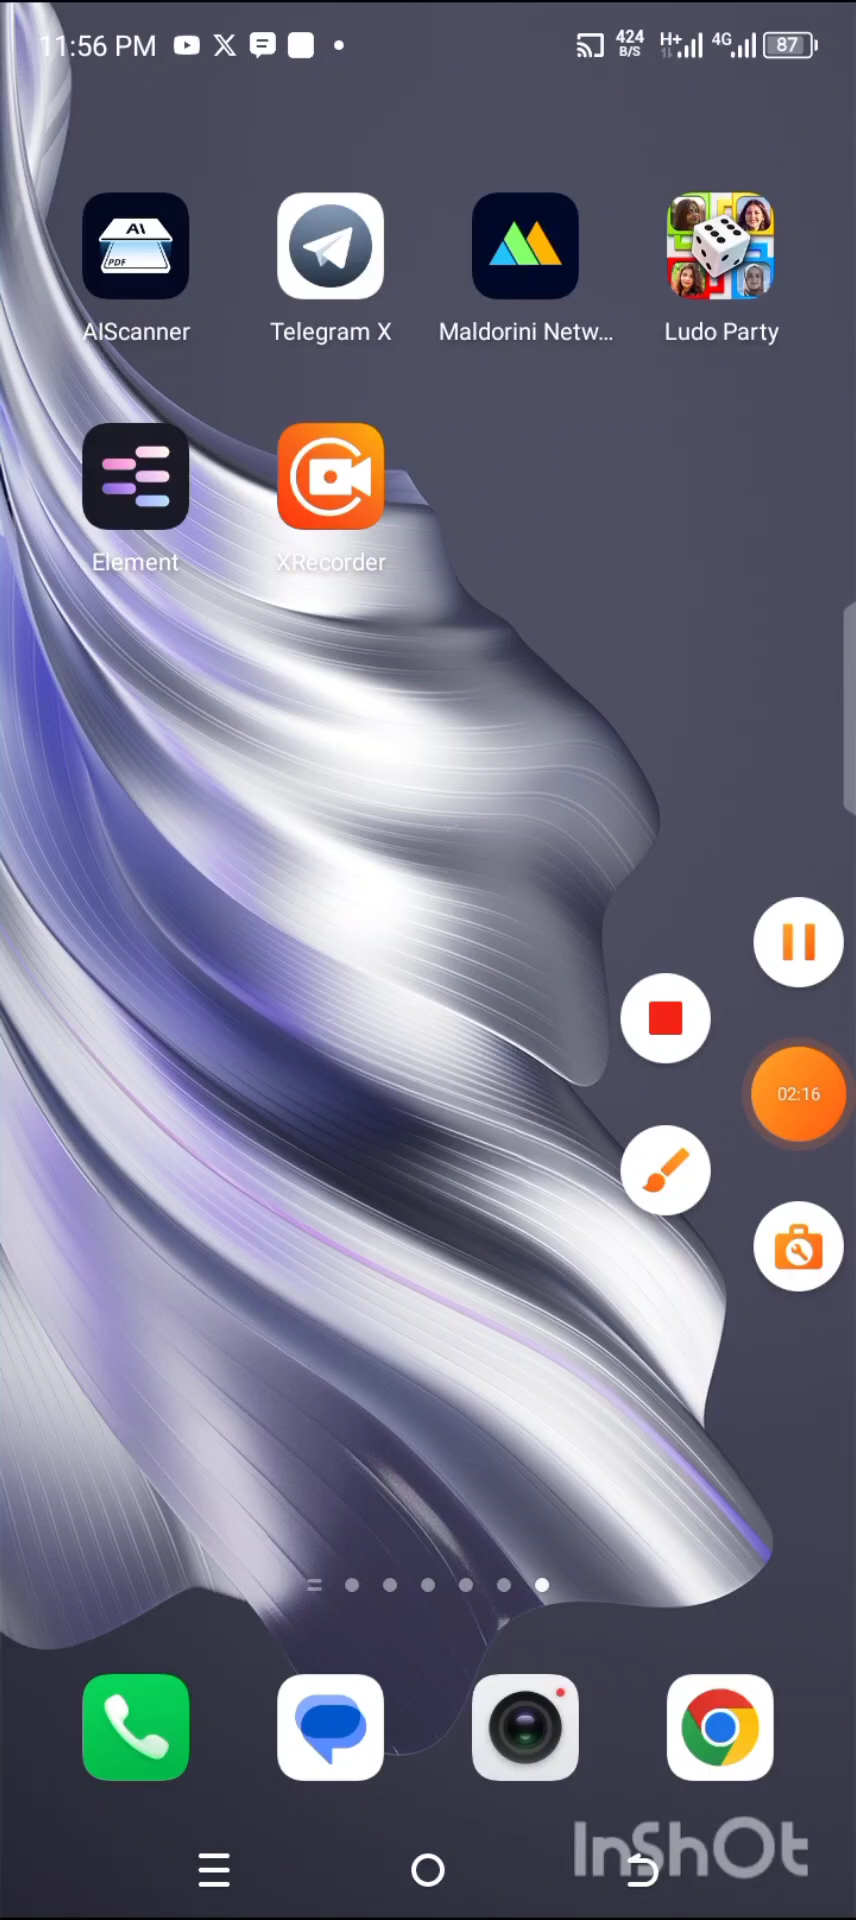 11:56 PM 424 B/S H+ 4G 87
AI
PDF
AIScanner Telegram X Maldorini Netw... Ludo Party
Element XRecorder
02:16
InShOt